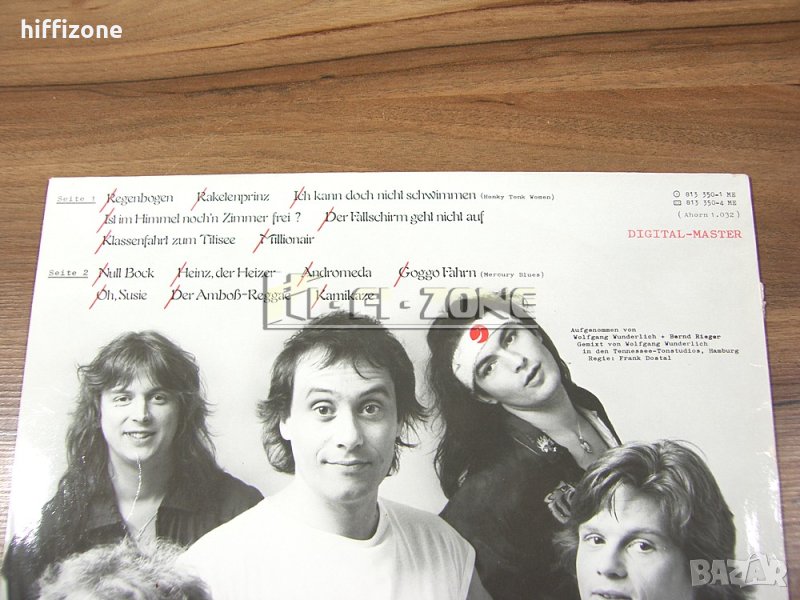 hiffizone
Seite 1 Regenbogen Rakelenprinz Ich kann doch nicht schwimmen (Honky Tonk Women)
Ist im Himmel noch'n Zimmer frei ? Der Fallschirm geht nicht auf
Klassenfahrt zum Titisee Millionair
Seite 2 Null Bock Heinz, der Heizer Andromeda Goggo Fahrn (Mercury Blues)
Oh, Susie Der Amboß-Reggae Kamikaze
813 350-1 ME
813 350-4 ME
(Ahorn 1.032)
DIGITAL-MASTER
HI-FI-ZONE
Aufgenommen von
Wolfgang Wunderlich + Bernd Rieger
Gemixt von Wolfgang Wunderlich
in den Tennessee-Tonstudios, Hamburg
Regie: Frank Dostal
BAZAR